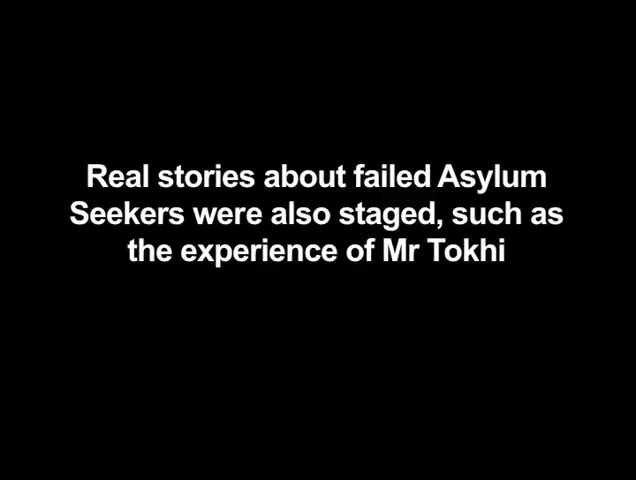 Real stories about failed Asylum
Seekers were also staged, such as
the experience of Mr Tokhi